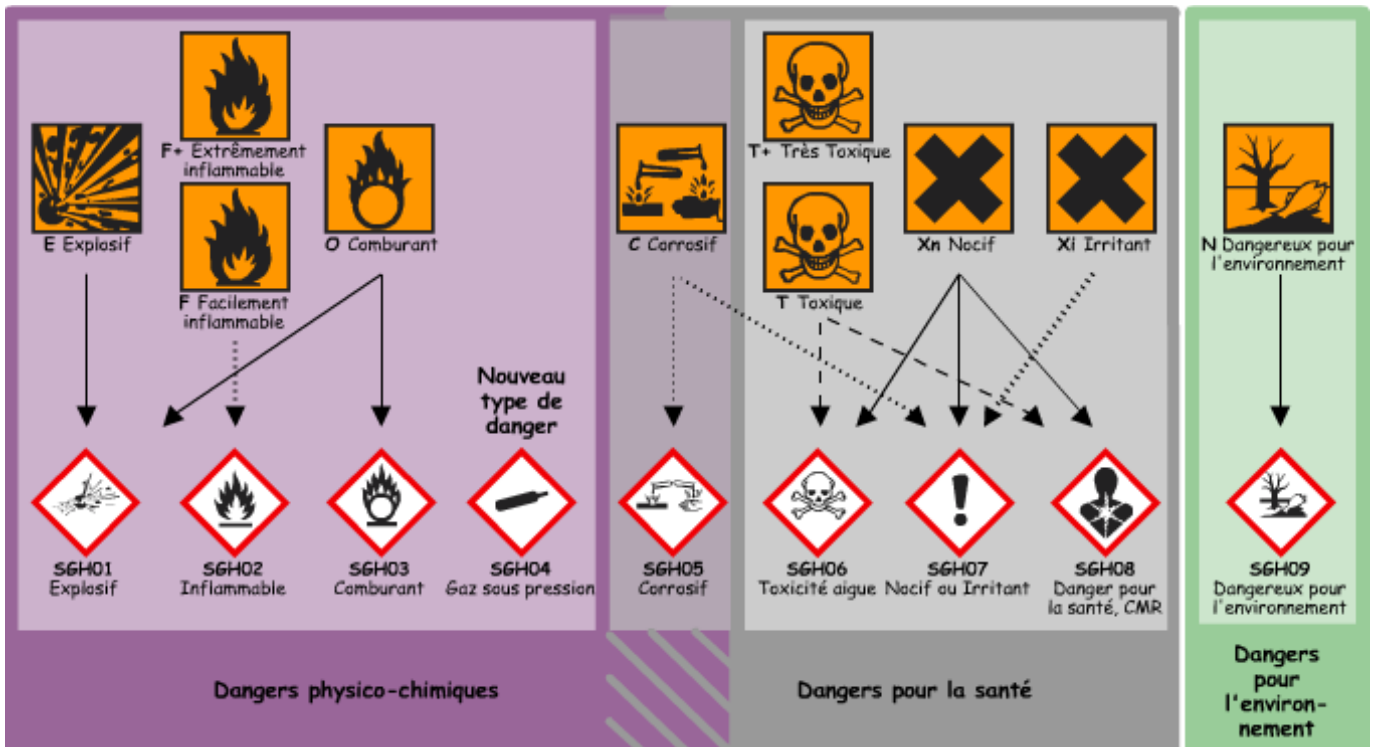 F+ Extrêmement
inflammable
E Explosif
F Facilement
inflammable
O Comburant
C Corrosif
T+ Très Toxique
T Toxique
Xn Nocif
Xi Irritant
N Dangereux pour
l'environnement
Nouveau
type de
danger
SGH01
Explosif
SGH02
Inflammable
SGH03
Comburant
SGH04
Gaz sous pression
SGH05
Corrosif
SGH06
Toxicité aigue
SGH07
Nocif ou Irritant
SGH08
Danger pour
la santé, CMR
SGH09
Dangereux pour
l'environnement
Dangers physico-chimiques
Dangers pour la santé
Dangers
pour
l'environ-
nement